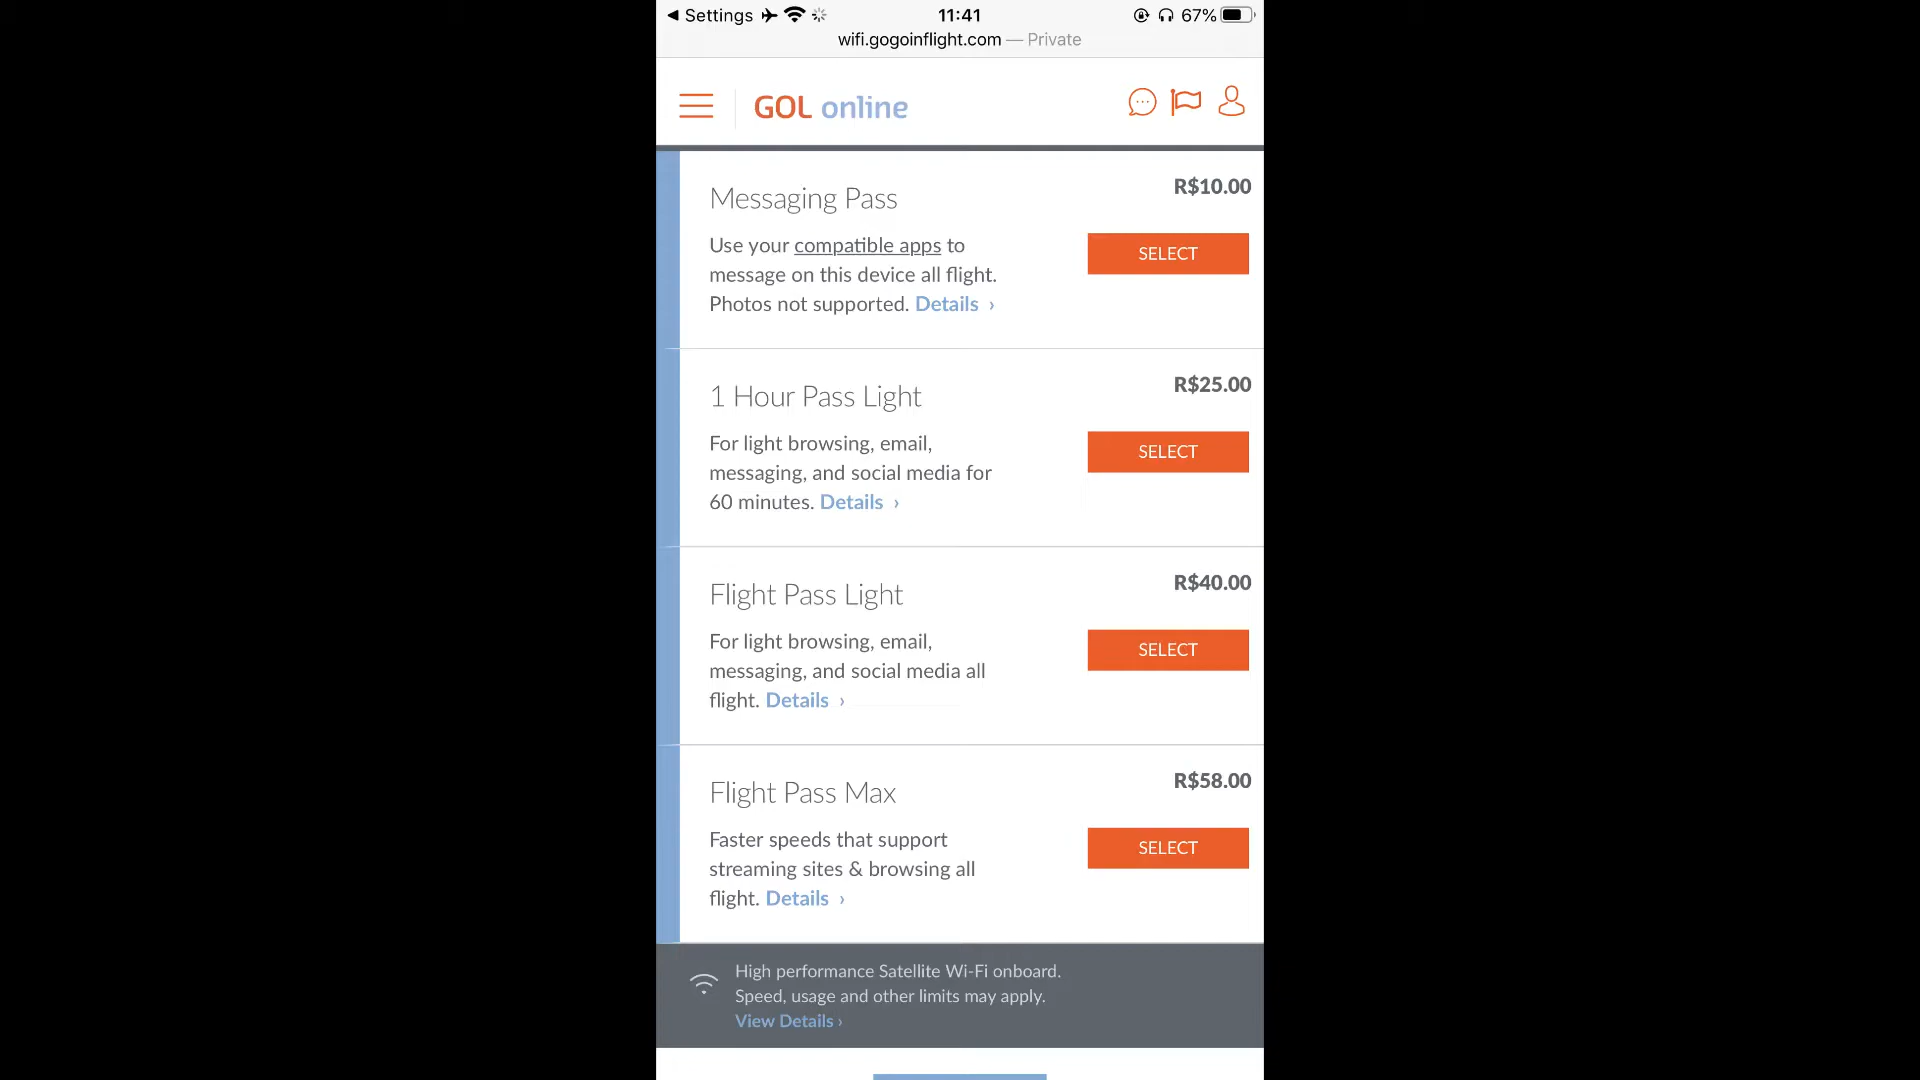 ◀ Settings 11:41 67%
wifi.gogoinflight.com — Private
GOL online
Messaging Pass
R$10.00
Use your compatible apps to
message on this device all flight.
Photos not supported. Details ›
SELECT
1 Hour Pass Light
R$25.00
For light browsing, email,
messaging, and social media for
60 minutes. Details ›
SELECT
Flight Pass Light
R$40.00
For light browsing, email,
messaging, and social media all
flight. Details ›
SELECT
Flight Pass Max
R$58.00
Faster speeds that support
streaming sites & browsing all
flight. Details ›
SELECT
High performance Satellite Wi-Fi onboard.
Speed, usage and other limits may apply.
View Details ›